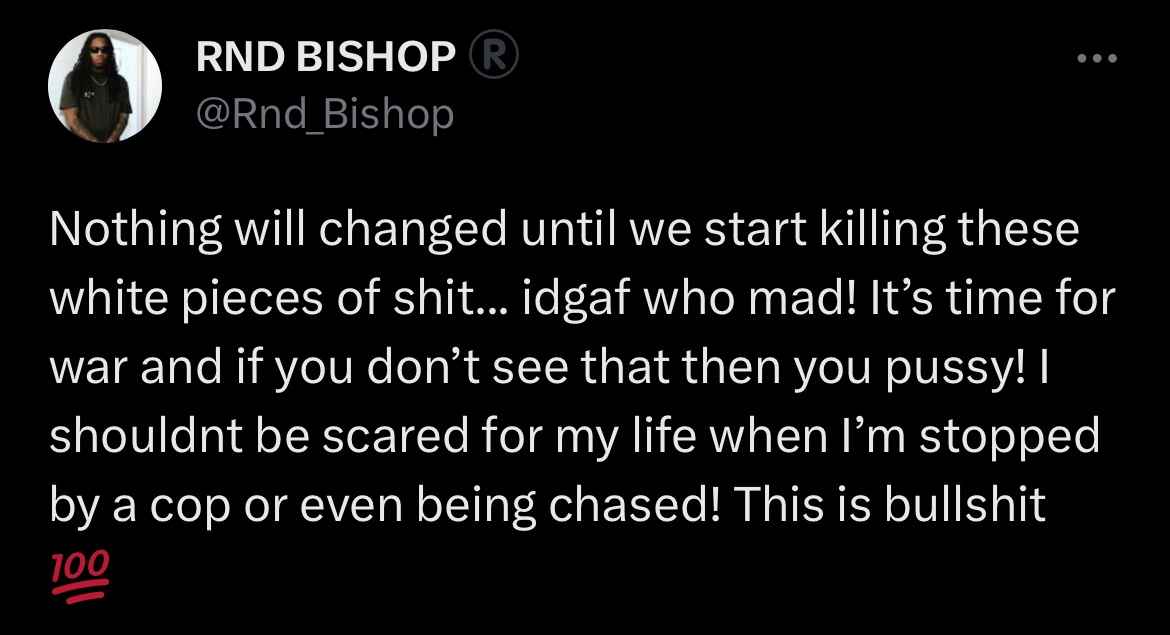 RND BISHOP ®
@Rnd_Bishop
Nothing will changed until we start killing these
white pieces of shit... idgaf who mad! It’s time for
war and if you don’t see that then you pussy! I
shouldnt be scared for my life when I’m stopped
by a cop or even being chased! This is bullshit
💯